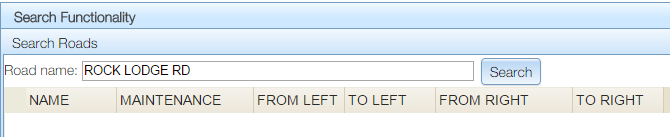 Search Functionality
Search Roads
Road name: ROCK LODGE RD Search
NAME MAINTENANCE FROM LEFT TO LEFT FROM RIGHT TO RIGHT